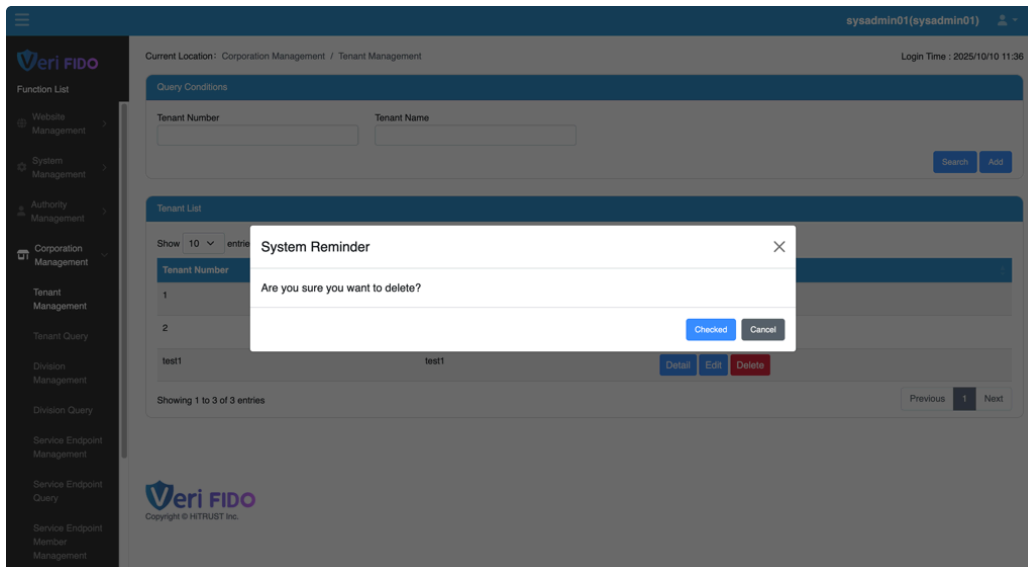 sysadmin01(sysadmin01)
Veri FIDO
Current Location: Corporation Management / Tenant Management
Login Time : 2025/10/10 11:36
Function List
Query Conditions
Website
Management
Tenant Number
Tenant Name
System
Management
Search
Add
Authority
Management
Tenant List
Corporation
Management
Show 10 entrie
System Reminder
Tenant Number
Are you sure you want to delete?
Tenant
Management
1
2
Checked
Cancel
Tenant Query
test1
test1
Detail
Edit
Delete
Division
Management
Showing 1 to 3 of 3 entries
Previous
1
Next
Division Query
Service Endpoint
Management
Service Endpoint
Query
Veri FIDO
Copyright © HiTRUST Inc.
Service Endpoint
Member
Management